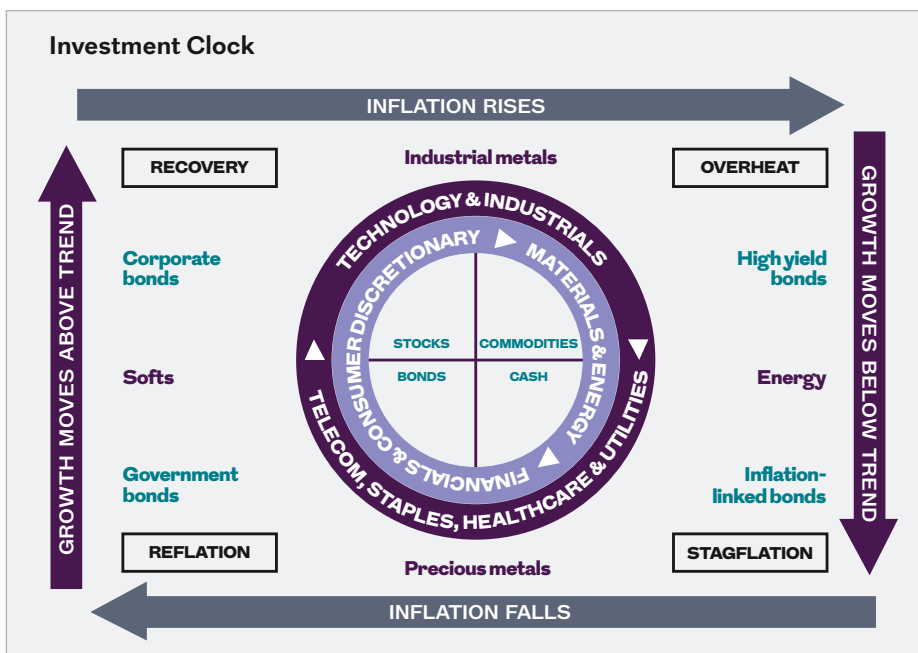 Investment Clock
INFLATION RISES
RECOVERY
Industrial metals
OVERHEAT
GROWTH MOVES ABOVE TREND
GROWTH MOVES BELOW TREND
TECHNOLOGY & INDUSTRIALS
CONSUMER DISCRETIONARY
MATERIALS & ENERGY
Corporate
bonds
High yield
bonds
STOCKS
COMMODITIES
BONDS
CASH
Softs
Energy
FINANCIALS &
TELECOM, STAPLES, HEALTHCARE & UTILITIES
Government
bonds
Inflation-
linked bonds
REFLATION
Precious metals
STAGFLATION
INFLATION FALLS